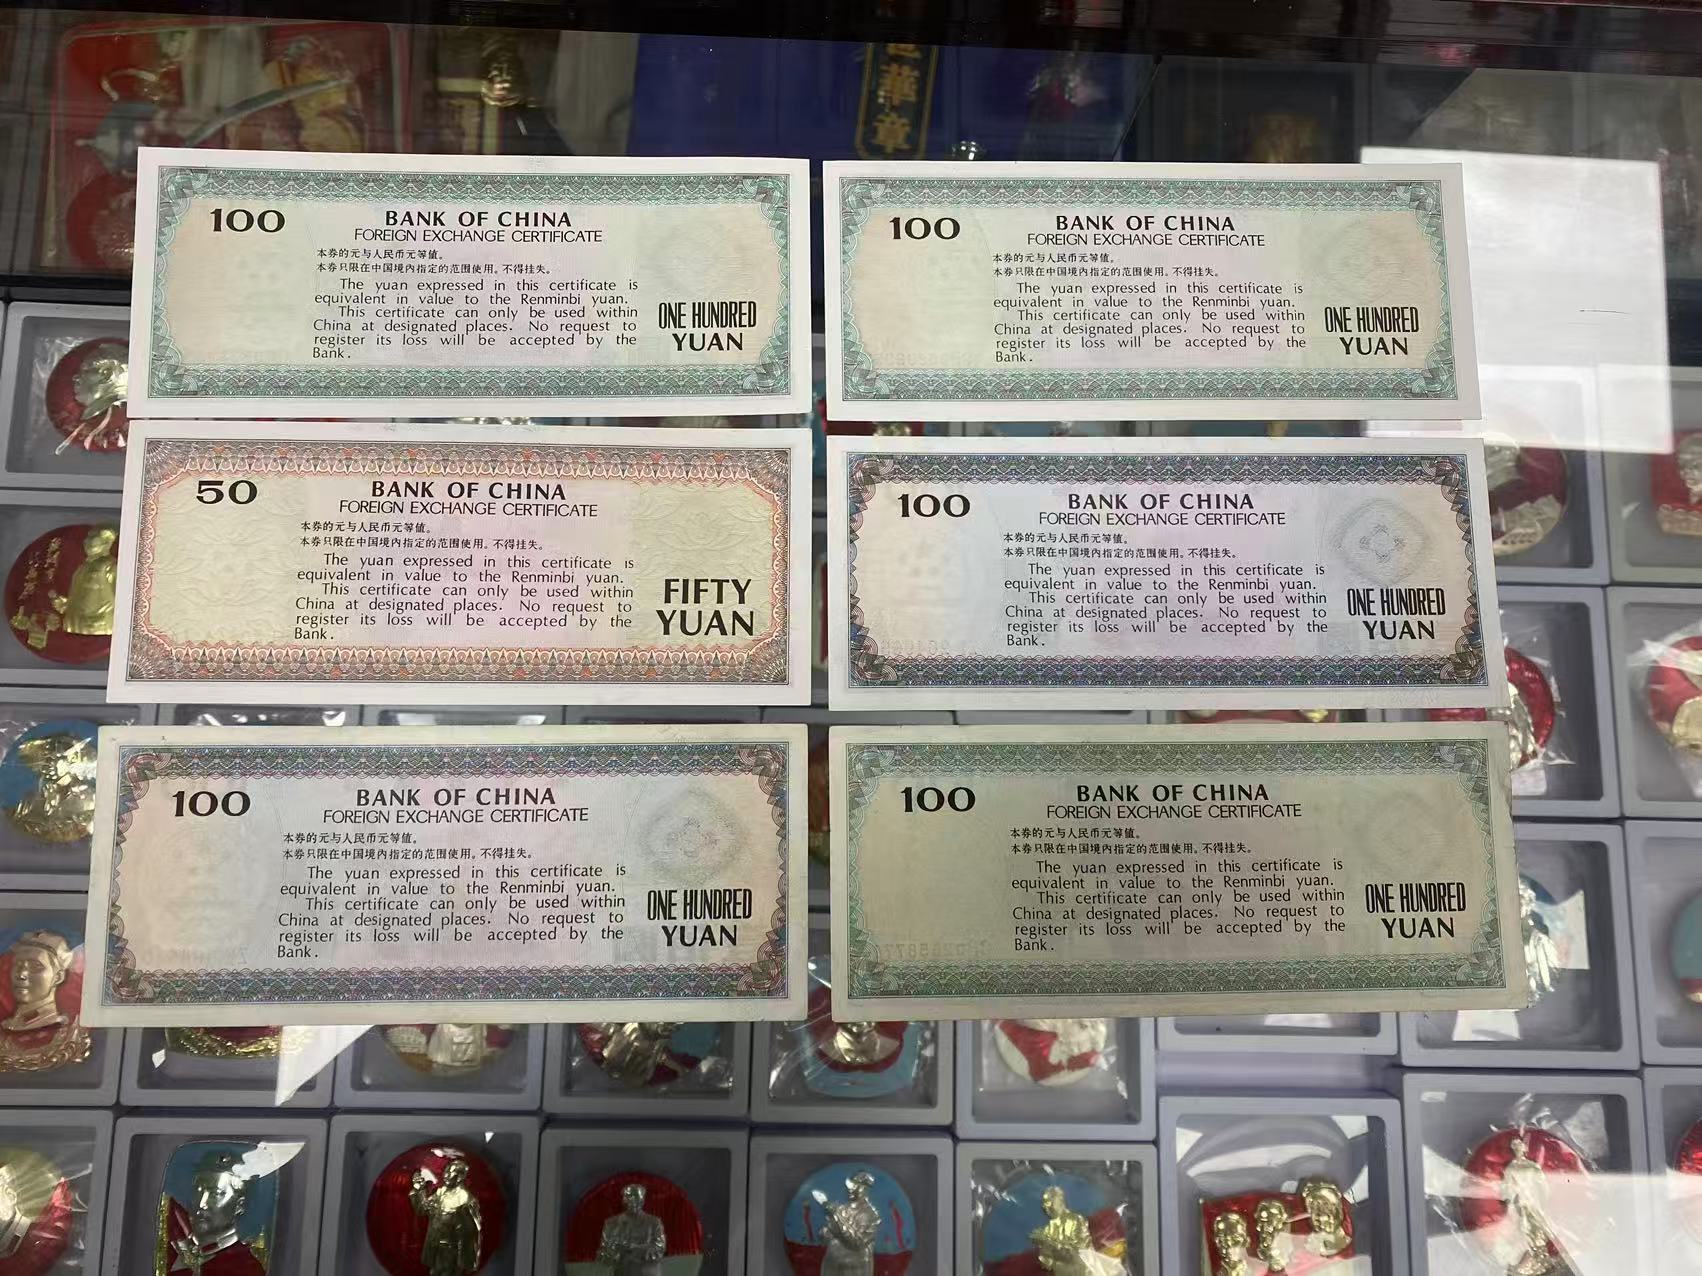 華章
100
BANK OF CHINA
FOREIGN EXCHANGE CERTIFICATE
本券的元与人民币元等值。
本券只限在中国境内指定的范围使用。不得挂失。
The yuan expressed in this certificate is
equivalent in value to the Renminbi yuan.
This certificate can only be used within
China at designated places. No request to
register its loss will be accepted by the
Bank.
ONE HUNDRED
YUAN
100
BANK OF CHINA
FOREIGN EXCHANGE CERTIFICATE
本券的元与人民币元等值。
本券只限在中国境内指定的范围使用。不得挂失。
The yuan expressed in this certificate is
equivalent in value to the Renminbi yuan.
This certificate can only be used within
China at designated places. No request to
register its loss will be accepted by the
Bank.
ONE HUNDRED
YUAN
50
BANK OF CHINA
FOREIGN EXCHANGE CERTIFICATE
本券的元与人民币元等值。
本券只限在中国境内指定的范围使用。不得挂失。
The yuan expressed in this certificate is
equivalent in value to the Renminbi yuan.
This certificate can only be used within
China at designated places. No request to
register its loss will be accepted by the
Bank.
FIFTY
YUAN
100
BANK OF CHINA
FOREIGN EXCHANGE CERTIFICATE
本券的元与人民币元等值。
本券只限在中国境内指定的范围使用。不得挂失。
The yuan expressed in this certificate is
equivalent in value to the Renminbi yuan.
This certificate can only be used within
China at designated places. No request to
register its loss will be accepted by the
Bank.
ONE HUNDRED
YUAN
100
BANK OF CHINA
FOREIGN EXCHANGE CERTIFICATE
本券的元与人民币元等值。
本券只限在中国境内指定的范围使用。不得挂失。
The yuan expressed in this certificate is
equivalent in value to the Renminbi yuan.
This certificate can only be used within
China at designated places. No request to
register its loss will be accepted by the
Bank.
ONE HUNDRED
YUAN
100
BANK OF CHINA
FOREIGN EXCHANGE CERTIFICATE
本券的元与人民币元等值。
本券只限在中国境内指定的范围使用。不得挂失。
The yuan expressed in this certificate is
equivalent in value to the Renminbi yuan.
This certificate can only be used within
China at designated places. No request to
register its loss will be accepted by the
Bank.
ONE HUNDRED
YUAN